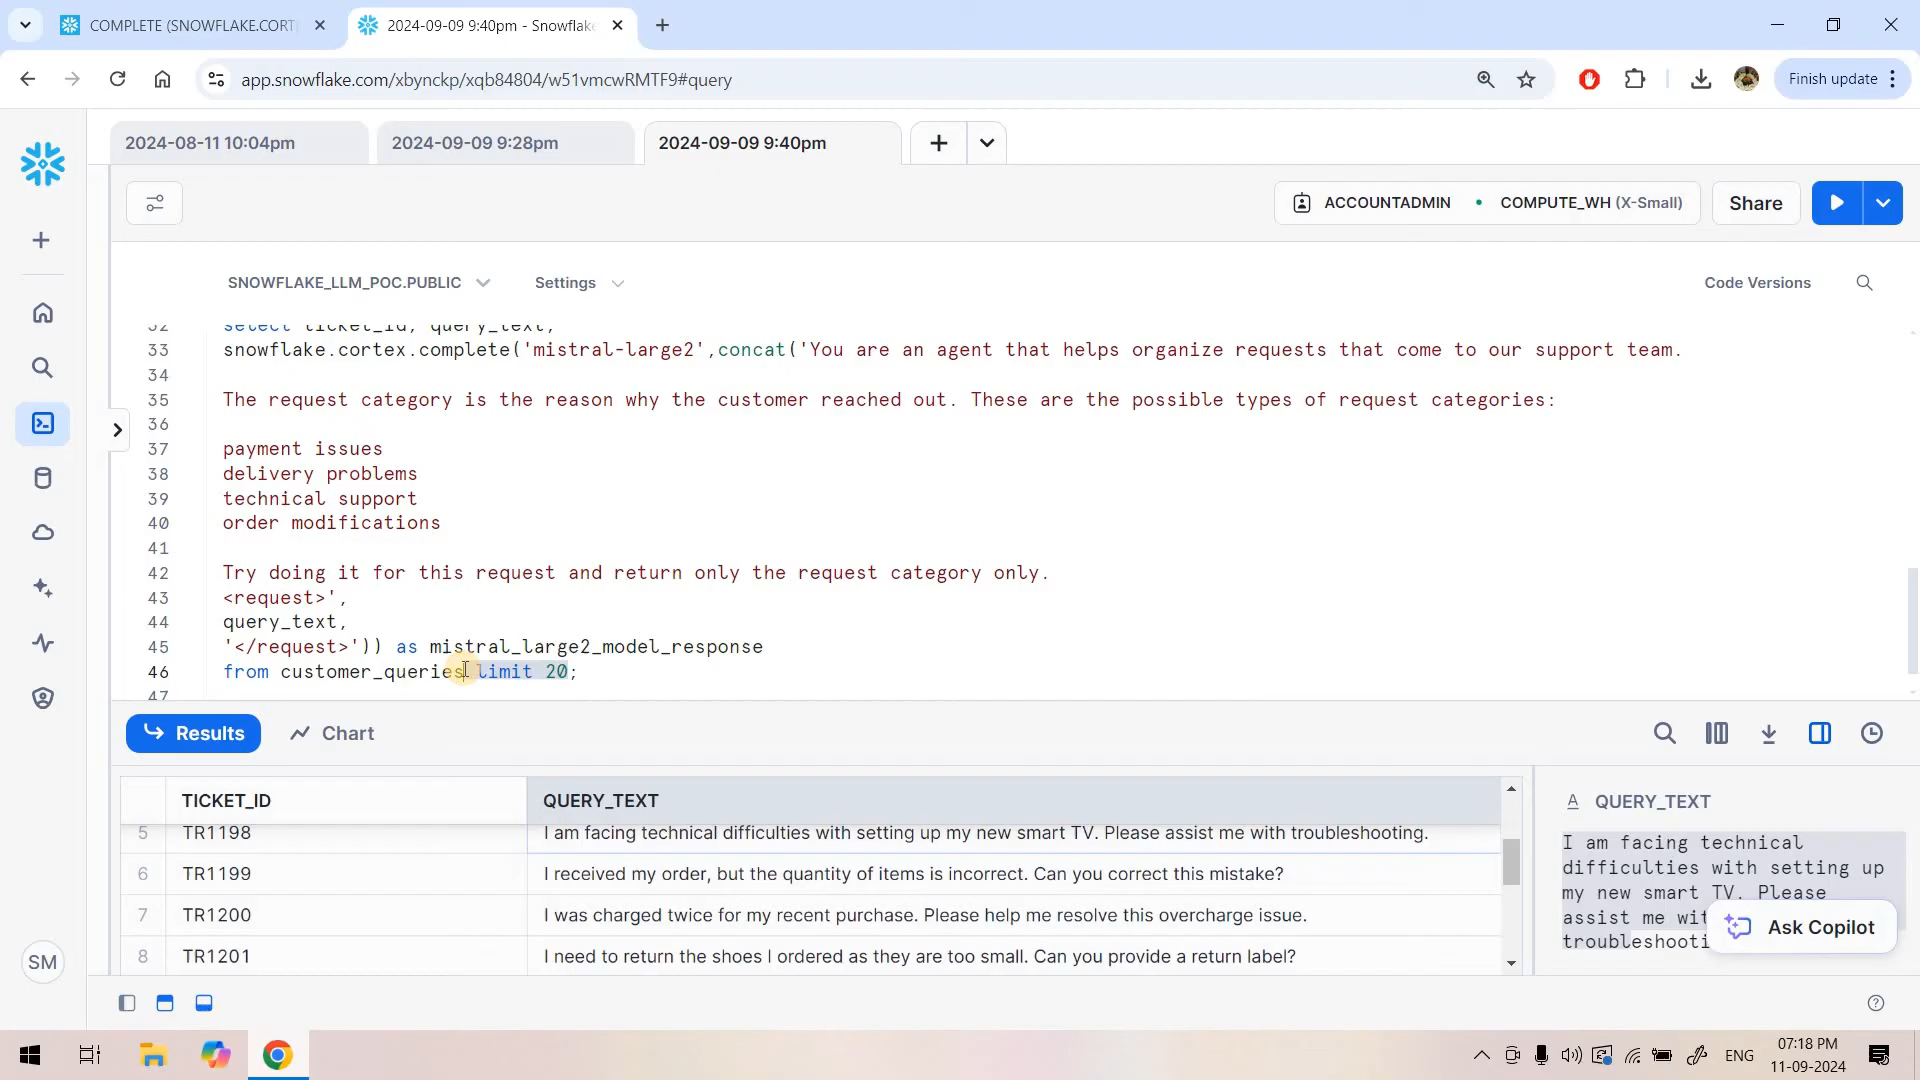 COMPLETE (SNOWFLAKE.CORT
2024-09-09 9:40pm - Snowflake
app.snowflake.com/xbynckp/xqb84804/w51vmcwRMTF9#query
Finish update
2024-08-11 10:04pm
2024-09-09 9:28pm
2024-09-09 9:40pm
ACCOUNTADMIN
COMPUTE_WH (X-Small)
Share
SNOWFLAKE_LLM_POC.PUBLIC
Settings
Code Versions
32 select ticket_id, query_text,
33 snowflake.cortex.complete('mistral-large2',concat('You are an agent that helps organize requests that come to our support team.
34
35 The request category is the reason why the customer reached out. These are the possible types of request categories:
36
37 payment issues
38 delivery problems
39 technical support
40 order modifications
41
42 Try doing it for this request and return only the request category only.
43 <request>',
44 query_text,
45 '</request>')) as mistral_large2_model_response
46 from customer_queries limit 20;
47
Results
Chart
TICKET_ID QUERY_TEXT
5 TR1198 I am facing technical difficulties with setting up my new smart TV. Please assist me with troubleshooting.
6 TR1199 I received my order, but the quantity of items is incorrect. Can you correct this mistake?
7 TR1200 I was charged twice for my recent purchase. Please help me resolve this overcharge issue.
8 TR1201 I need to return the shoes I ordered as they are too small. Can you provide a return label?
A QUERY_TEXT
I am facing technical
difficulties with setting up
my new smart TV. Please
assist me wit
troubleshooti
Ask Copilot
SM
ENG
07:18 PM
11-09-2024